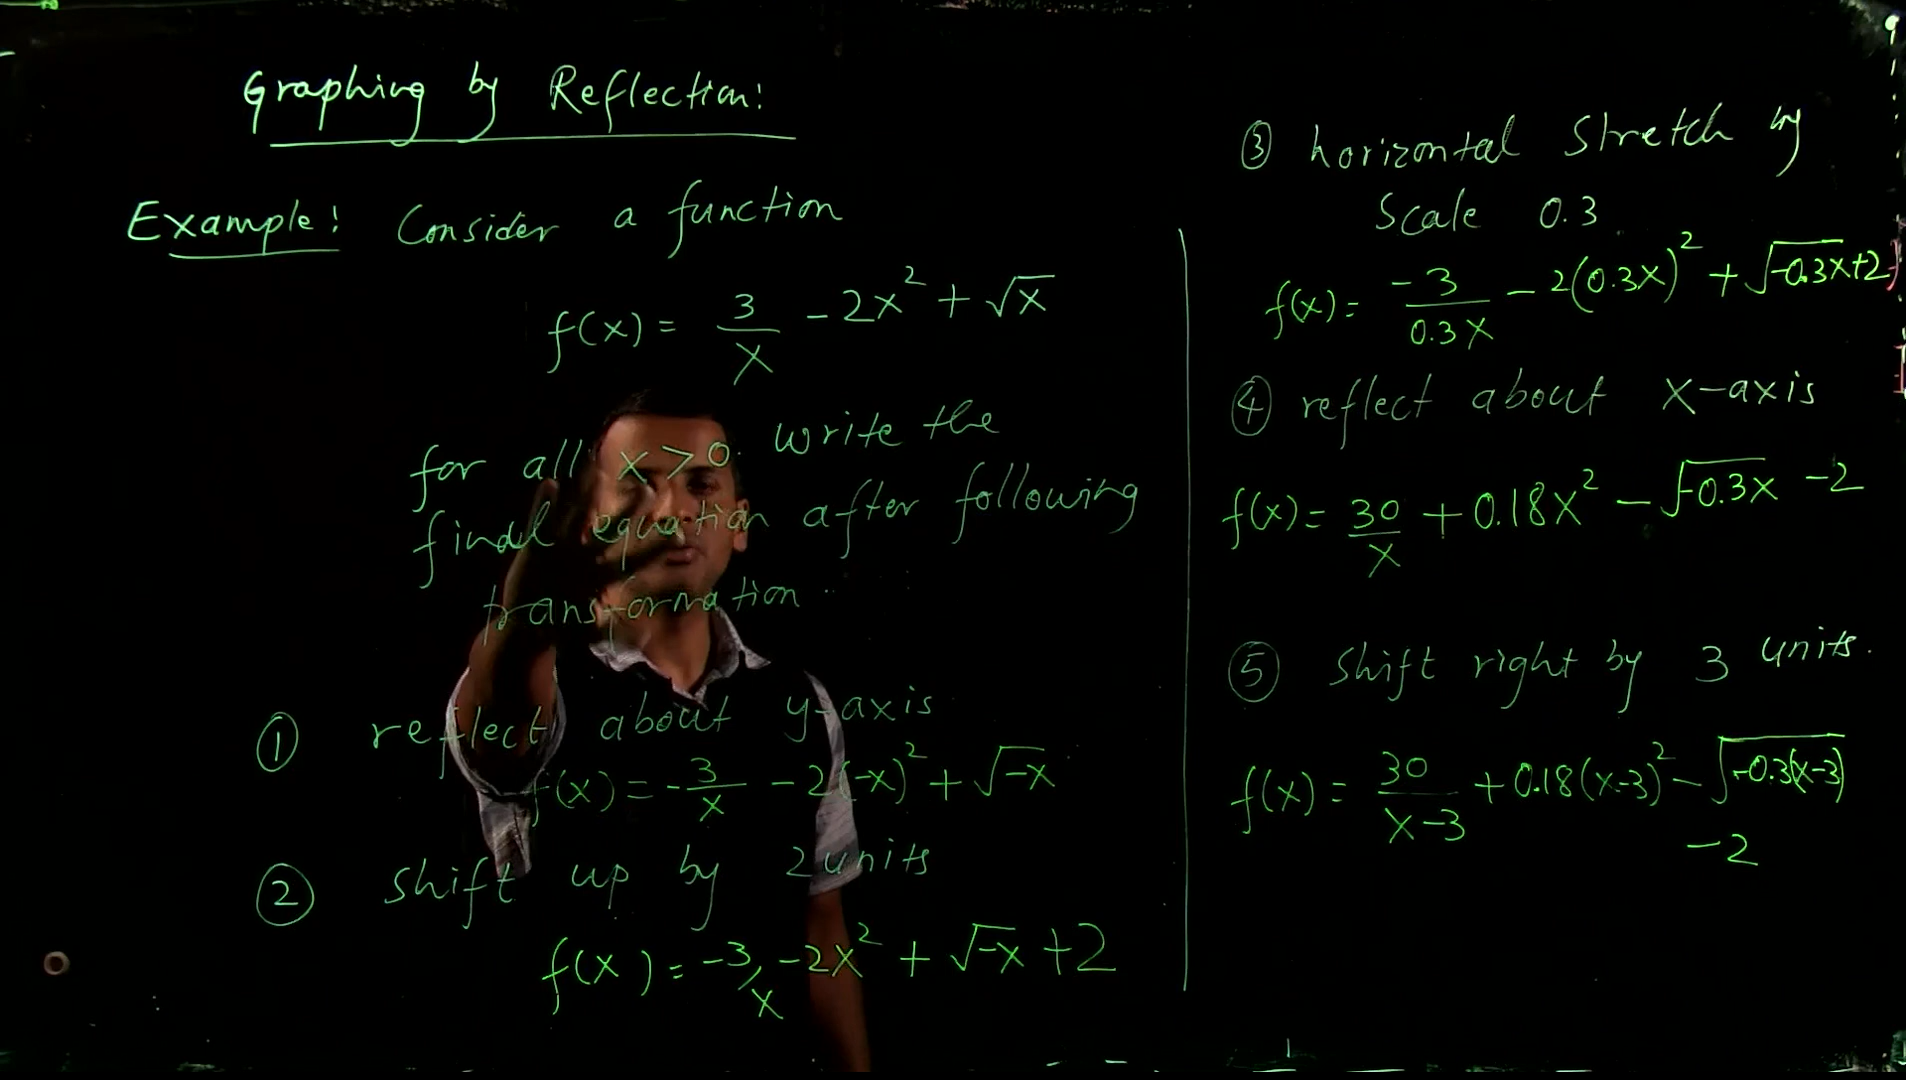 Graphing by Reflection:
Example: Consider a function
f(x) = 3/x - 2x² + √x
for all x > 0. write the
final equation after following
transformation.
① reflect about y-axis
f(x) = -3/x - 2(-x)² + √-x
② shift up by 2 units
f(x) = -3/x - 2x² + √-x + 2
③ horizontal stretch by
Scale 0.3.
f(x) = -3/0.3x - 2(0.3x)² + √-0.3x + 2
④ reflect about x-axis
f(x) = 30/x + 0.18x² - √-0.3x - 2
⑤ shift right by 3 units.
f(x) = 30/x-3 + 0.18(x-3)² - √-0.3(x-3)
-2